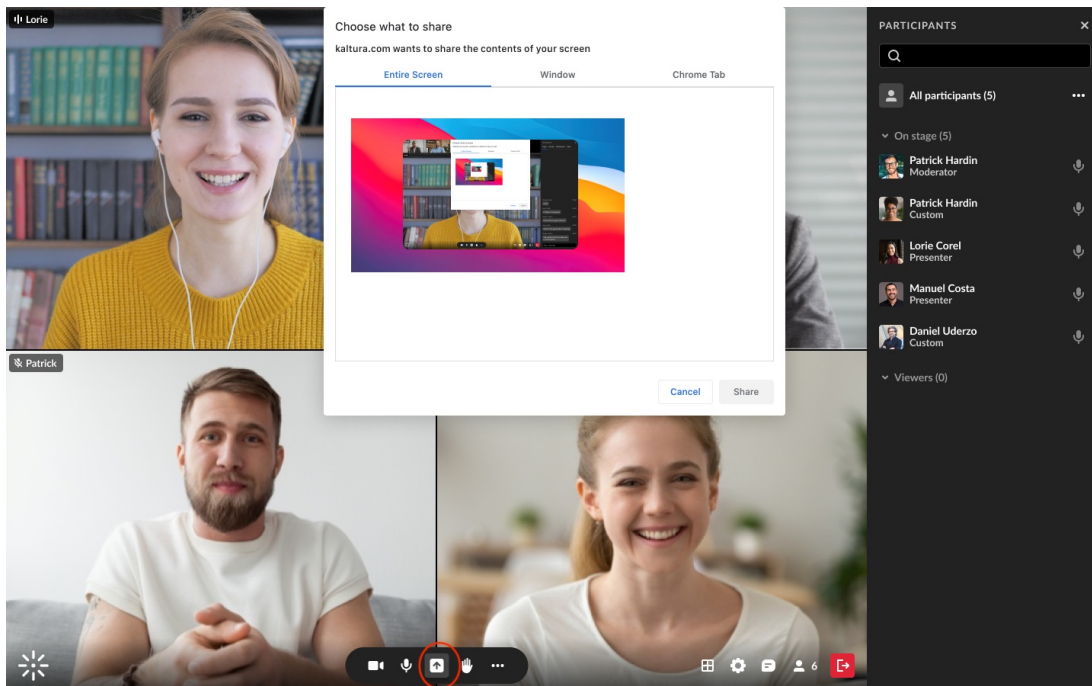 Lorie
Choose what to share
kaltura.com wants to share the contents of your screen
Entire Screen
Window
Chrome Tab
Cancel
Share
Patrick
6
PARTICIPANTS
All participants (5)
On stage (5)
Patrick Hardin
Moderator
Patrick Hardin
Custom
Lorie Corel
Presenter
Manuel Costa
Presenter
Daniel Uderzo
Custom
Viewers (0)